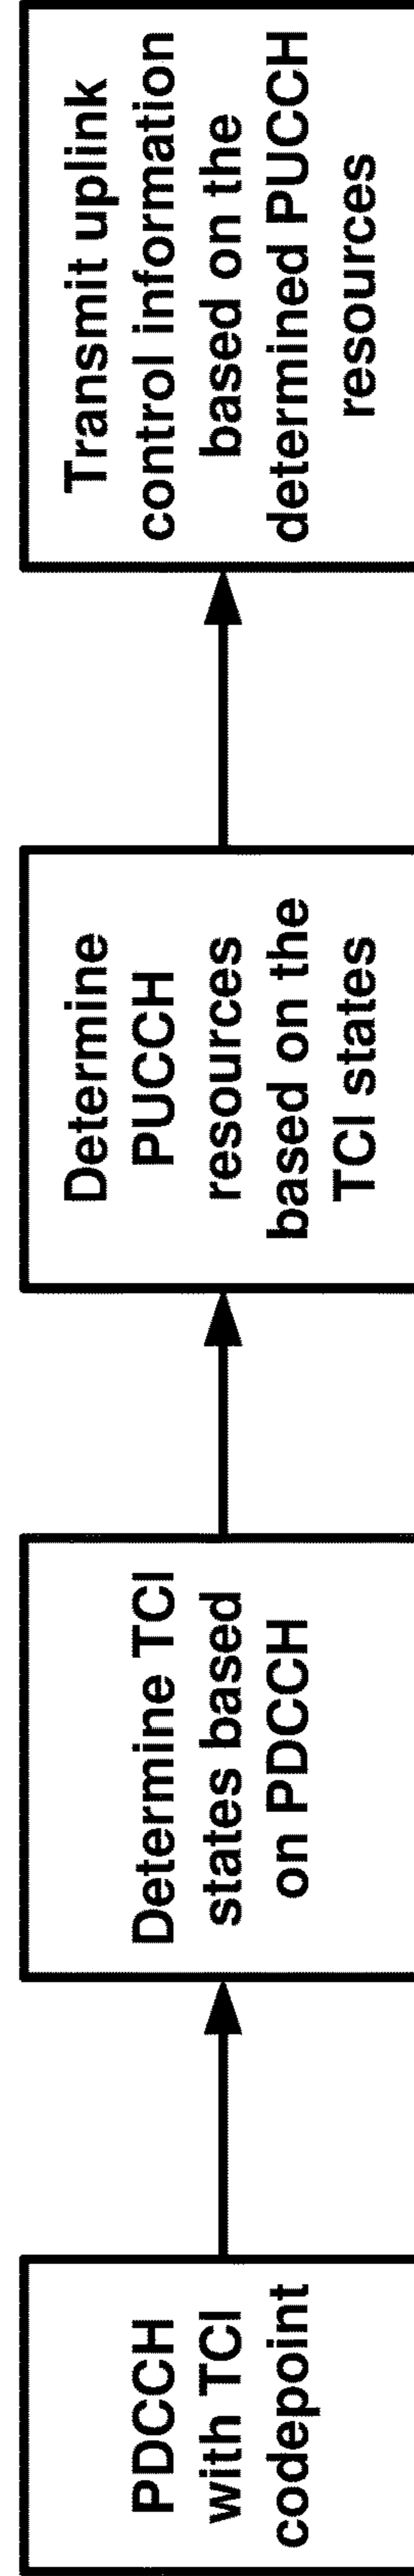 PDCCH
with TCI
codepoint
Determine TCI
states based
on PDCCH
Determine
PUCCH
resources
based on the
TCI states
Transmit uplink
control information
based on the
determined PUCCH
resources